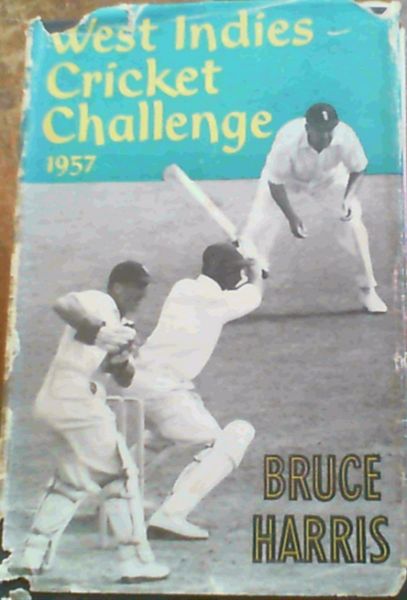 West Indies
Cricket
Challenge
1957
BRUCE
HARRIS